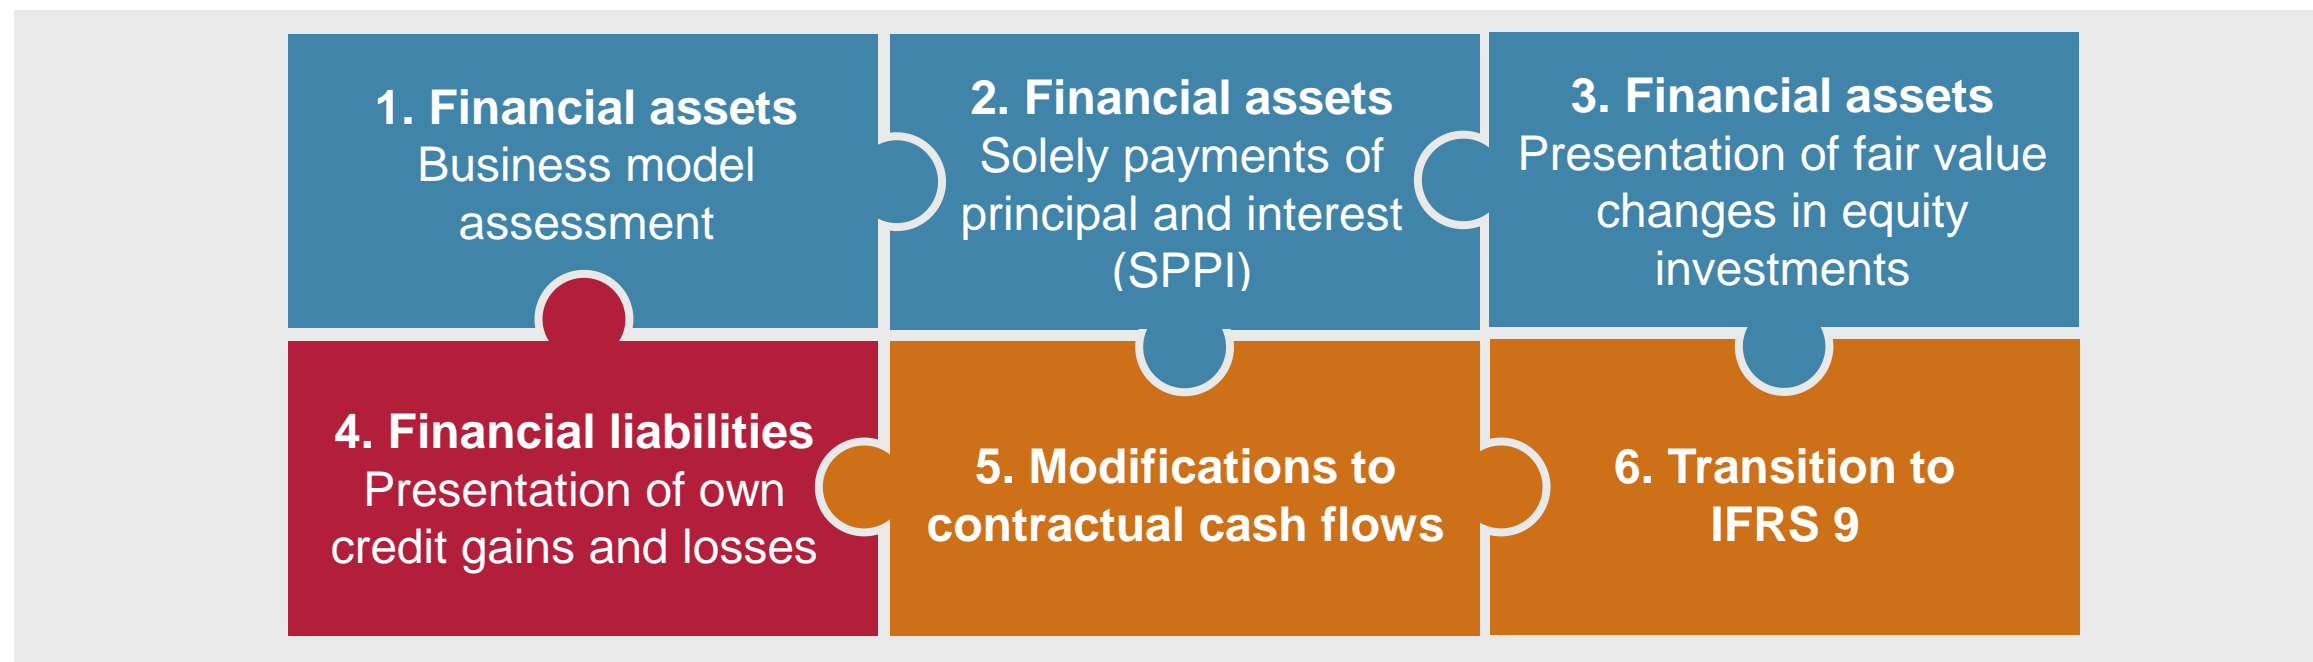 1. Financial assets
Business model
assessment
2. Financial assets
Solely payments of
principal and interest
(SPPI)
3. Financial assets
Presentation of fair value
changes in equity
investments
4. Financial liabilities
Presentation of own
credit gains and losses
5. Modifications to
contractual cash flows
6. Transition to
IFRS 9